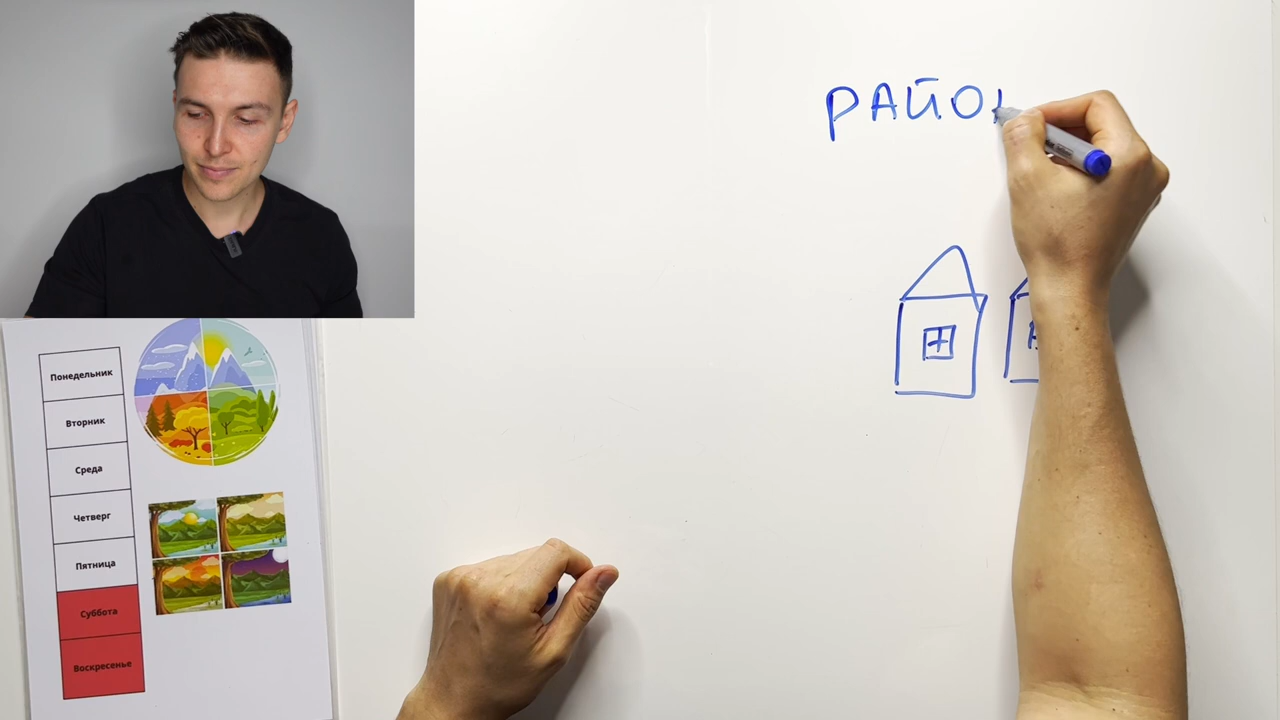 РАЙО
Понедельник
Вторник
Среда
Четверг
Пятница
Суббота
Воскресенье